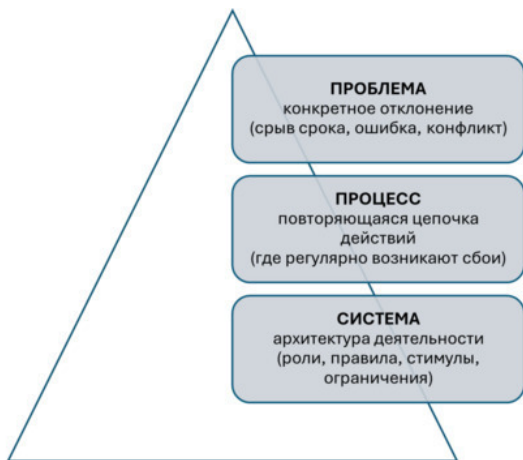 ПРОБЛЕМА
конкретное отклонение
(срыв срока, ошибка, конфликт)
ПРОЦЕСС
повторяющаяся цепочка
действий
(где регулярно возникают сбои)
СИСТЕМА
архитектура деятельности
(роли, правила, стимулы,
ограничения)